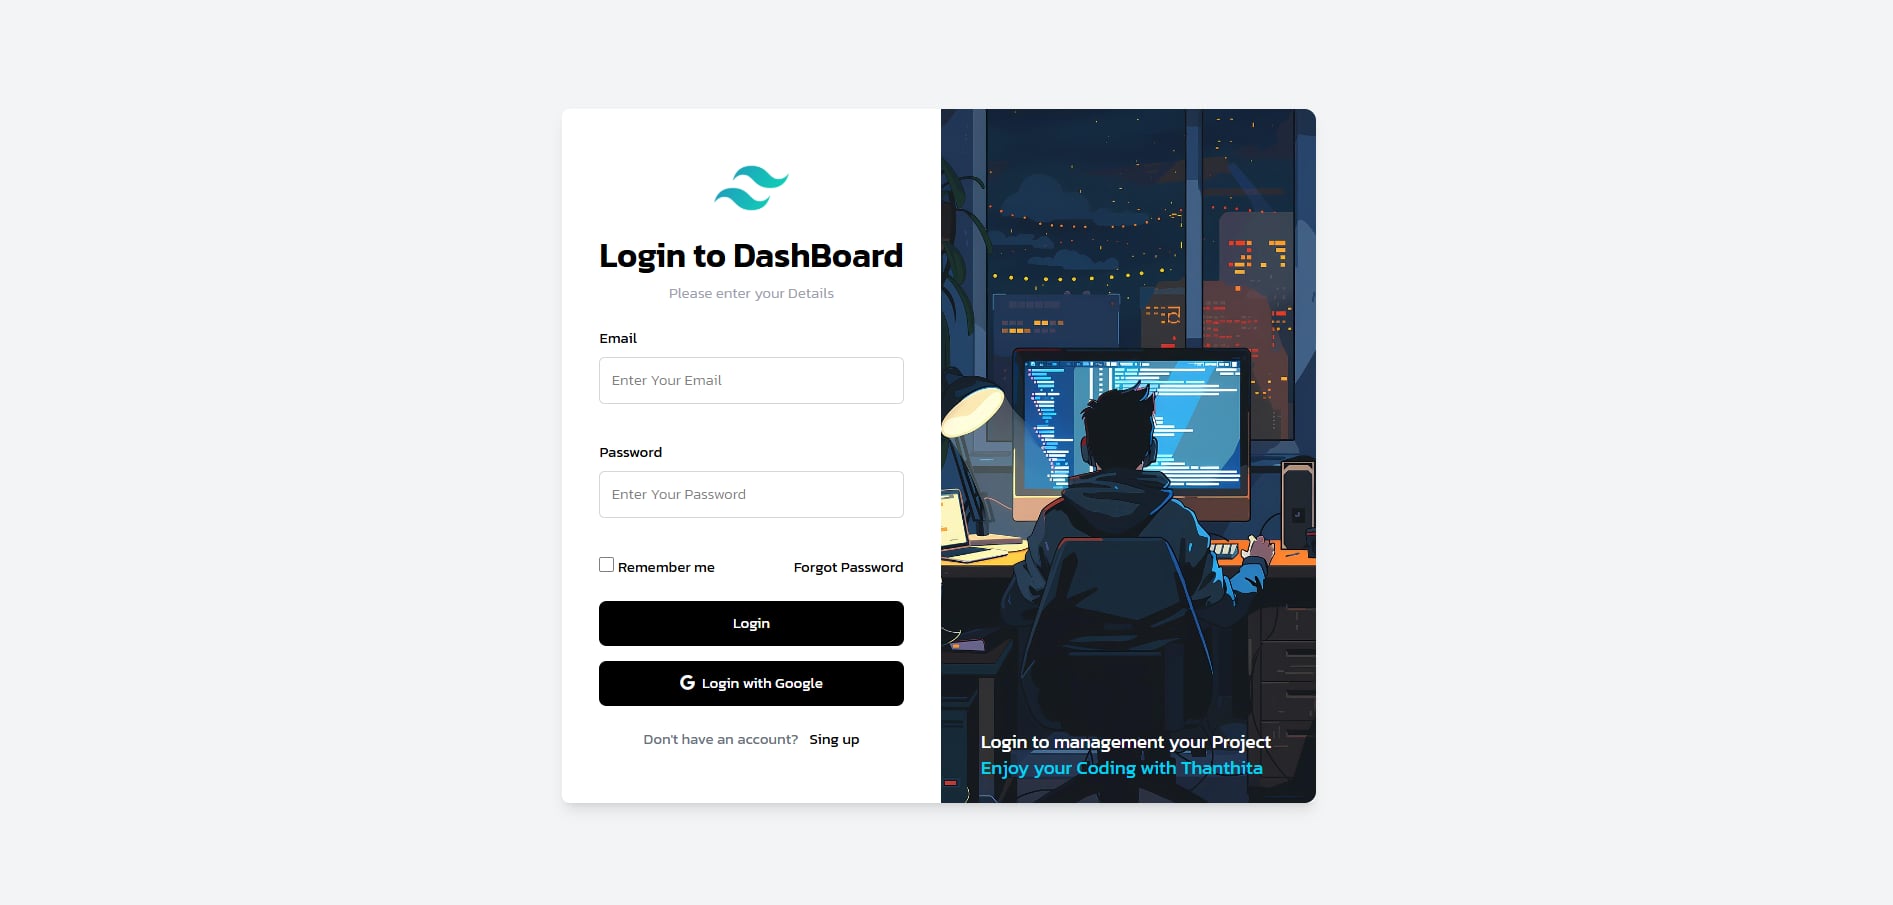 Login to DashBoard
Please enter your Details
Email
Enter Your Email
Password
Enter Your Password
Remember me
Forgot Password
Login
Login with Google
Don't have an account? Sing up
Login to management your Project
Enjoy your Coding with Thanthita